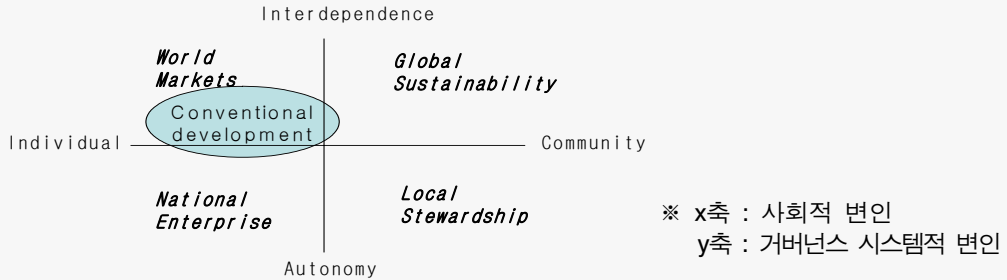 Interdependence
World
Markets
Global
Sustainability
Conventional
development
Individual
Community
National
Enterprise
Local
Stewardship
※ x축 : 사회적 변인
y축 : 거버넌스 시스템적 변인
Autonomy